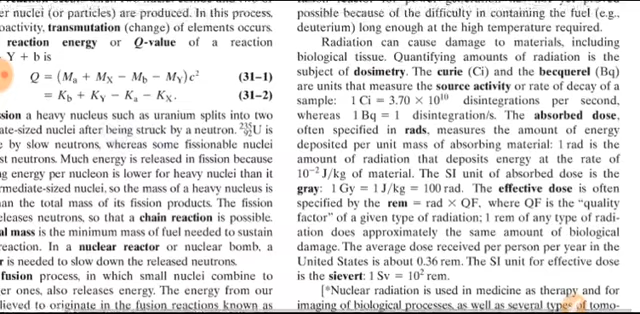 er nuclei (or particles) are produced. In this process,
oactivity, transmutation (change) of elements occurs.
reaction energy or Q-value of a reaction
Y + b is
Q = (Mₐ + M_X − M_b − M_Y)c² (31–1)
= K_b + K_Y − Kₐ − K_X. (31–2)
sion a heavy nucleus such as uranium splits into two
ate-sized nuclei after being struck by a neutron. ²³⁵₉₂U is
e by slow neutrons, whereas some fissionable nuclei
st neutrons. Much energy is released in fission because
ng energy per nucleon is lower for heavy nuclei than it
rmediate-sized nuclei, so the mass of a heavy nucleus is
an the total mass of its fission products. The fission
eleases neutrons, so that a chain reaction is possible.
al mass is the minimum mass of fuel needed to sustain
reaction. In a nuclear reactor or nuclear bomb, a
r is needed to slow down the released neutrons.
fusion process, in which small nuclei combine to
er ones, also releases energy. The energy from our
lieved to originate in the fusion reactions known as
possible because of the difficulty in containing the fuel (e.g.,
deuterium) long enough at the high temperature required.
Radiation can cause damage to materials, including
biological tissue. Quantifying amounts of radiation is the
subject of dosimetry. The curie (Ci) and the becquerel (Bq)
are units that measure the source activity or rate of decay of a
sample: 1 Ci = 3.70 × 10¹⁰ disintegrations per second,
whereas 1 Bq = 1 disintegration/s. The absorbed dose,
often specified in rads, measures the amount of energy
deposited per unit mass of absorbing material: 1 rad is the
amount of radiation that deposits energy at the rate of
10⁻² J/kg of material. The SI unit of absorbed dose is the
gray: 1 Gy = 1 J/kg = 100 rad. The effective dose is often
specified by the rem = rad × QF, where QF is the “quality
factor” of a given type of radiation; 1 rem of any type of radi-
ation does approximately the same amount of biological
damage. The average dose received per person per year in the
United States is about 0.36 rem. The SI unit for effective dose
is the sievert: 1 Sv = 10² rem.
[*Nuclear radiation is used in medicine as therapy and for
imaging of biological processes, as well as several types of tomo-